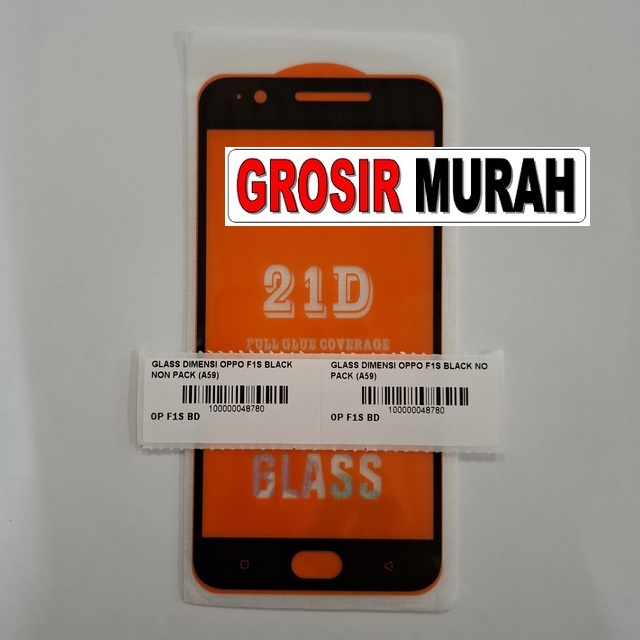 GROSIR MURAH
21D
FULL GLUE COVERAGE
GLASS DIMENSI OPPO F1S BLACK
NON PACK (A59)
100000048780
OP F1S BD
GLASS DIMENSI OPPO F1S BLACK NO
PACK (A59)
100000048780
OP F1S BD
GLASS